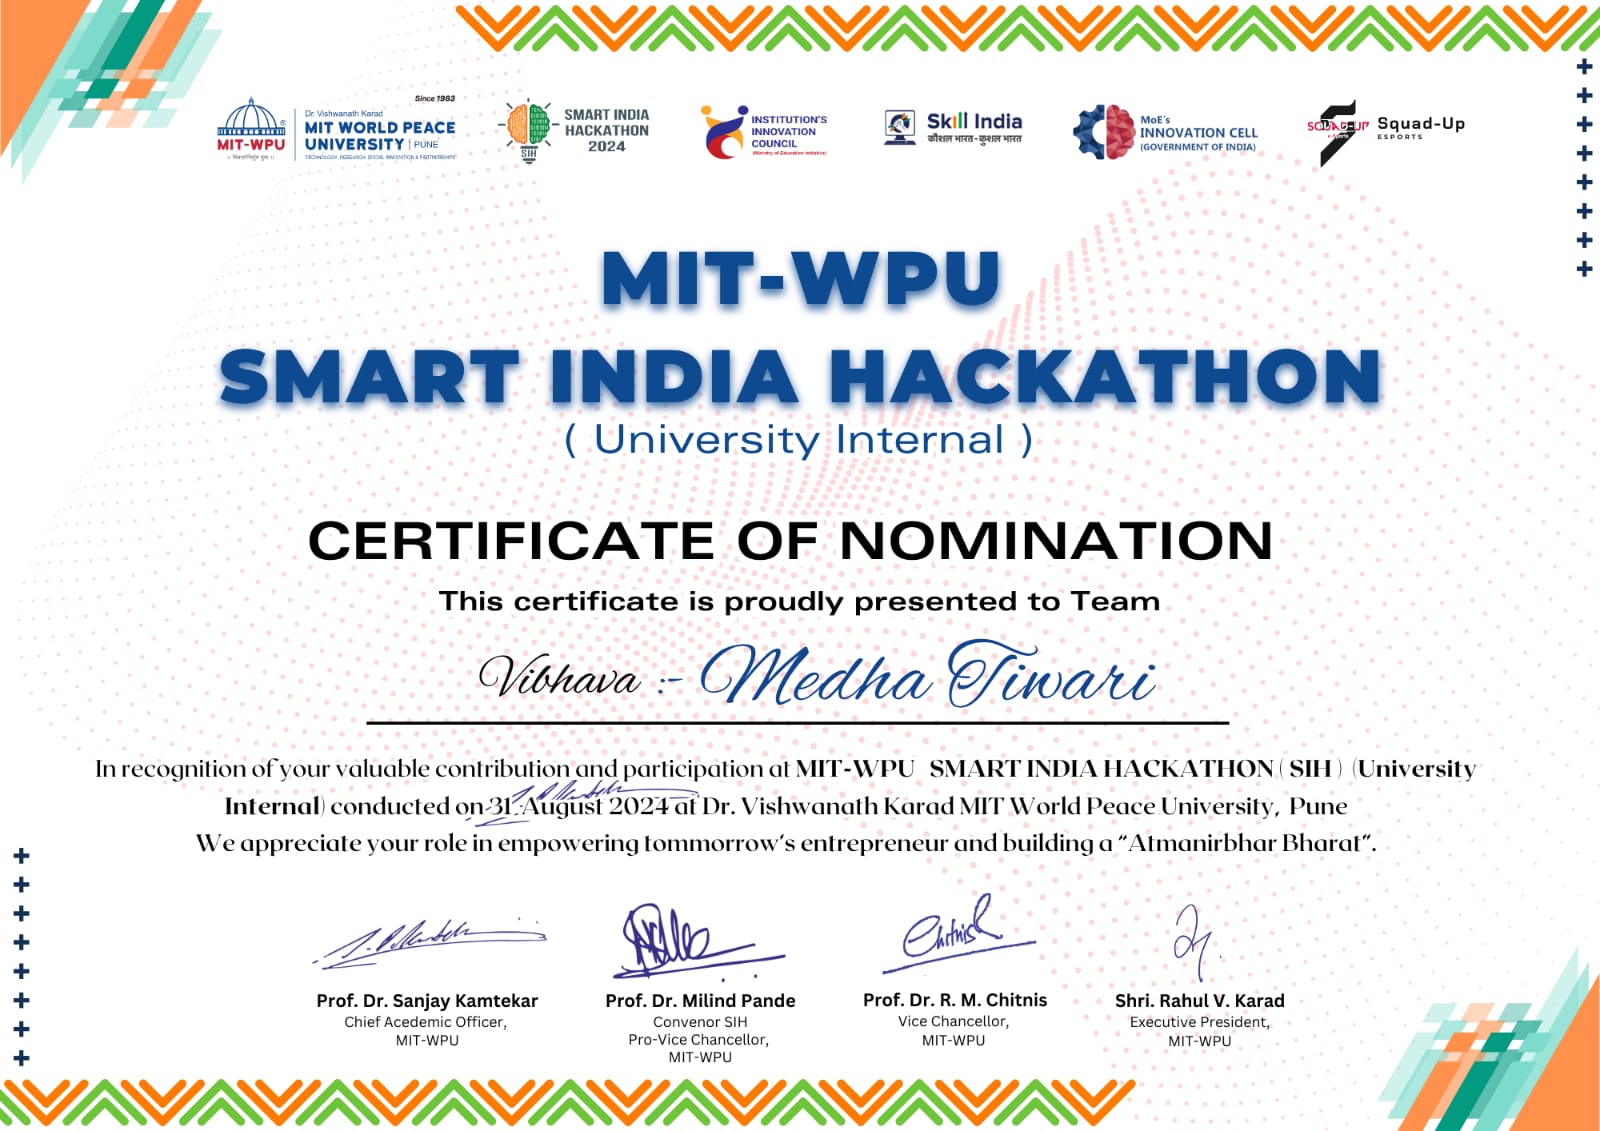 Since 1983
Dr. Vishwanath Karad
MIT WORLD PEACE
UNIVERSITY | PUNE
TECHNOLOGY, RESEARCH, SOCIAL INNOVATION & PARTNERSHIPS
MIT-WPU
॥ विश्वशान्तिर्ध्रुवं ध्रुवा ॥
SMART INDIA
HACKATHON
2024
SIH
INSTITUTION'S
INNOVATION
COUNCIL
(Ministry of Education Initiative)
Skill India
कौशल भारत-कुशल भारत
MoE's
INNOVATION CELL
(GOVERNMENT OF INDIA)
SQUAD-UP
Squad-Up
ESPORTS
MIT-WPU
SMART INDIA HACKATHON
( University Internal )
CERTIFICATE OF NOMINATION
This certificate is proudly presented to Team
Vibhava :- Medha Tiwari
In recognition of your valuable contribution and participation at MIT-WPU SMART INDIA HACKATHON ( SIH ) (University
Internal) conducted on 31 August 2024 at Dr. Vishwanath Karad MIT World Peace University, Pune
We appreciate your role in empowering tommorrow's entrepreneur and building a "Atmanirbhar Bharat".
Chitnis
Prof. Dr. Sanjay Kamtekar
Chief Acedemic Officer,
MIT-WPU
Prof. Dr. Milind Pande
Convenor SIH
Pro-Vice Chancellor,
MIT-WPU
Prof. Dr. R. M. Chitnis
Vice Chancellor,
MIT-WPU
Shri. Rahul V. Karad
Executive President,
MIT-WPU